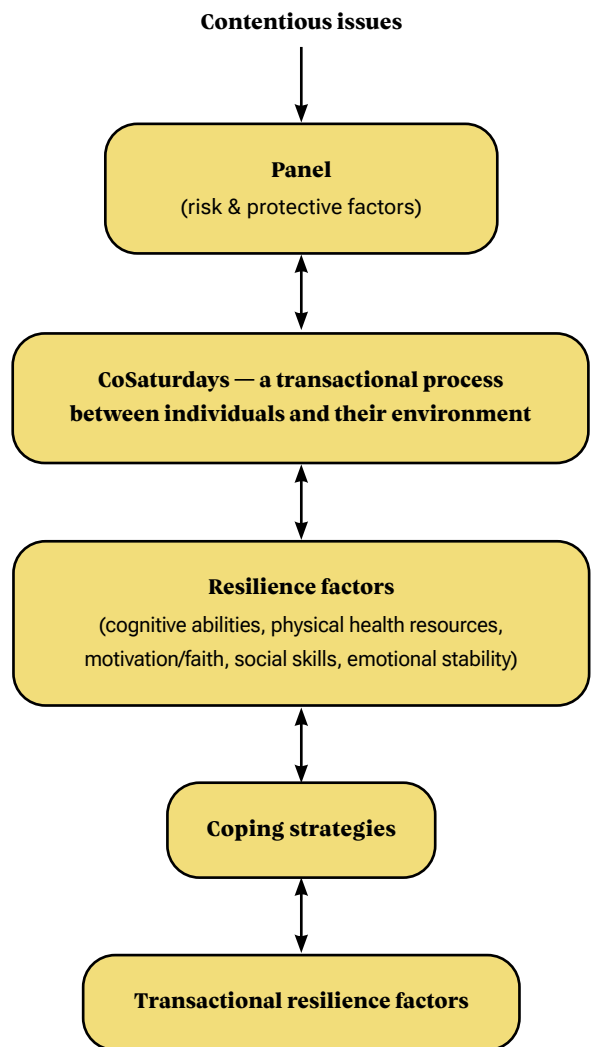 Contentious issues
Panel
(risk & protective factors)
CoSaturdays — a transactional process
between individuals and their environment
Resilience factors
(cognitive abilities, physical health resources,
motivation/faith, social skills, emotional stability)
Coping strategies
Transactional resilience factors